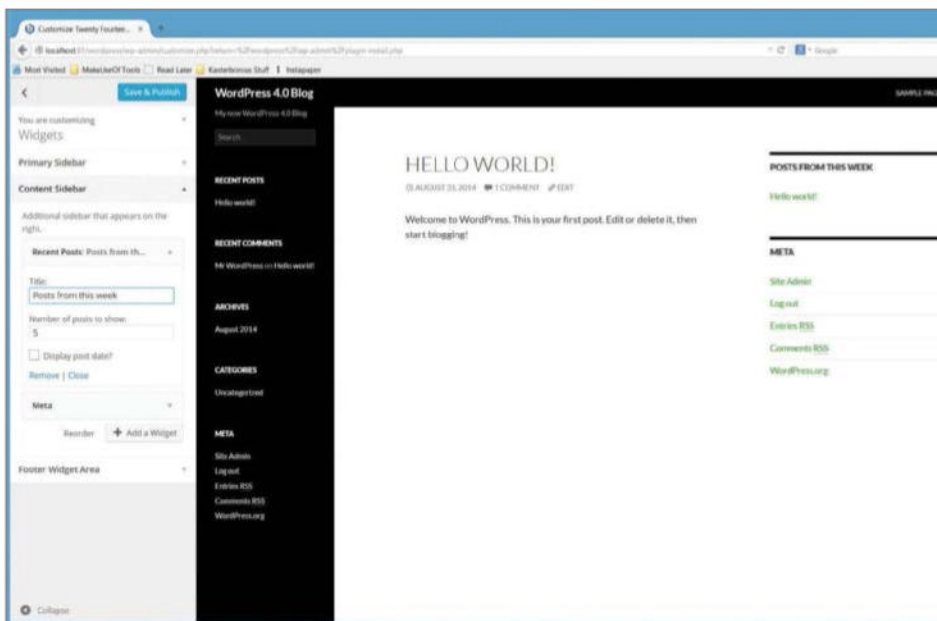 Customize Twenty Fourteen...
localhost
Google
Most Visited MakeUseOf Tools Read Later Kasterborous Stuff Instapaper
Save & Publish
You are customizing
Widgets
Primary Sidebar
Content Sidebar
Additional sidebar that appears on the
right.
Recent Posts: Posts from th...
Title:
Posts from this week
Number of posts to show:
5
Display post date?
Remove | Close
Meta
Reorder + Add a Widget
Footer Widget Area
Collapse
WordPress 4.0 Blog
My new WordPress 4.0 Blog
Search
RECENT POSTS
Hello world!
RECENT COMMENTS
Mr WordPress on Hello world!
ARCHIVES
August 2014
CATEGORIES
Uncategorized
META
Site Admin
Log out
Entries RSS
Comments RSS
WordPress.org
SAMPLE PAG
HELLO WORLD!
AUGUST 31, 2014 1 COMMENT EDIT
Welcome to WordPress. This is your first post. Edit or delete it, then
start blogging!
POSTS FROM THIS WEEK
Hello world!
META
Site Admin
Log out
Entries RSS
Comments RSS
WordPress.org